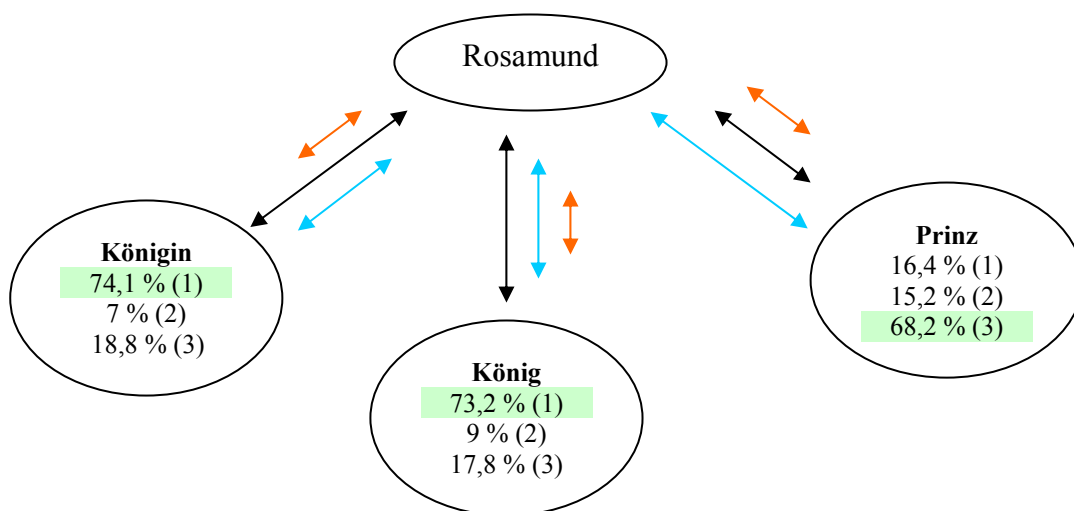 Rosamund
Königin
74,1 % (1)
7 % (2)
18,8 % (3)
König
73,2 % (1)
9 % (2)
17,8 % (3)
Prinz
16,4 % (1)
15,2 % (2)
68,2 % (3)